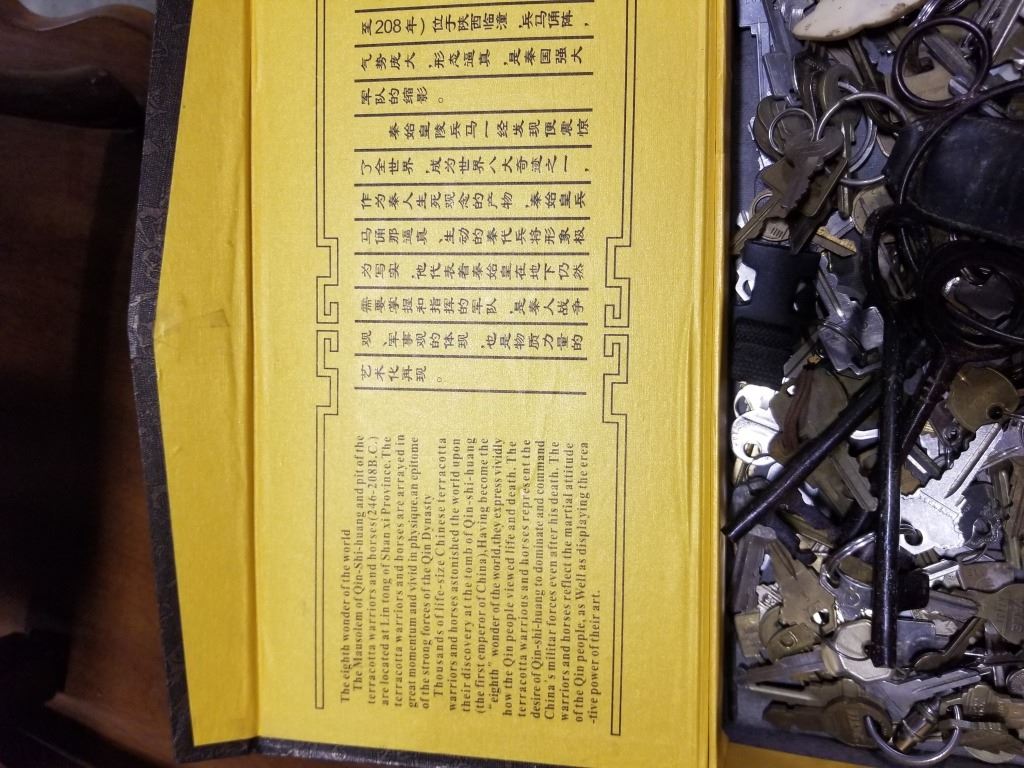 至208年）位于陕西临潼，兵马俑阵，
气势庞大，形态逼真，是秦国强大
军队的缩影。
秦始皇陵兵马一经发现便震惊
了全世界，成为世界八大奇迹之一，
作为秦人生死观念的产物，秦始皇兵
马俑那逼真、生动的秦代兵将形象极
为写实，他代表着秦始皇在地下仍然
需要掌握和指挥的军队，是秦人战争
观、军事观的体现，也是物质力量的
艺术化再现。
The eighth wonder of the world
The Mausolem of Qin-Shi-huang and pit of the
terracotta warriors and horses(246-208B.C.)
are located at Lin tong of Shan xi Province. The
terracotta warriors and horses are arrayed in
great momentum and vivid in physique,an epitome
of the strong forces of the Qin Dynasty
Thousands of life-size Chinese terracotta
warriors and horses astonished the world upon
their discovery at the tomb of Qin-shi-huang
(the first emperor of China),Having become the
"eighth" wonder of the world,they express vividly
how the Qin people viewed life and death. The
terracotta warrious and horses represent the
desire of Qin-shi-huang to dominate and command
China's militar forces even after his death. The
warriors and horses reflect the martial attitude
of the Qin people, as Well as displaying the erea
-tive power of their art.